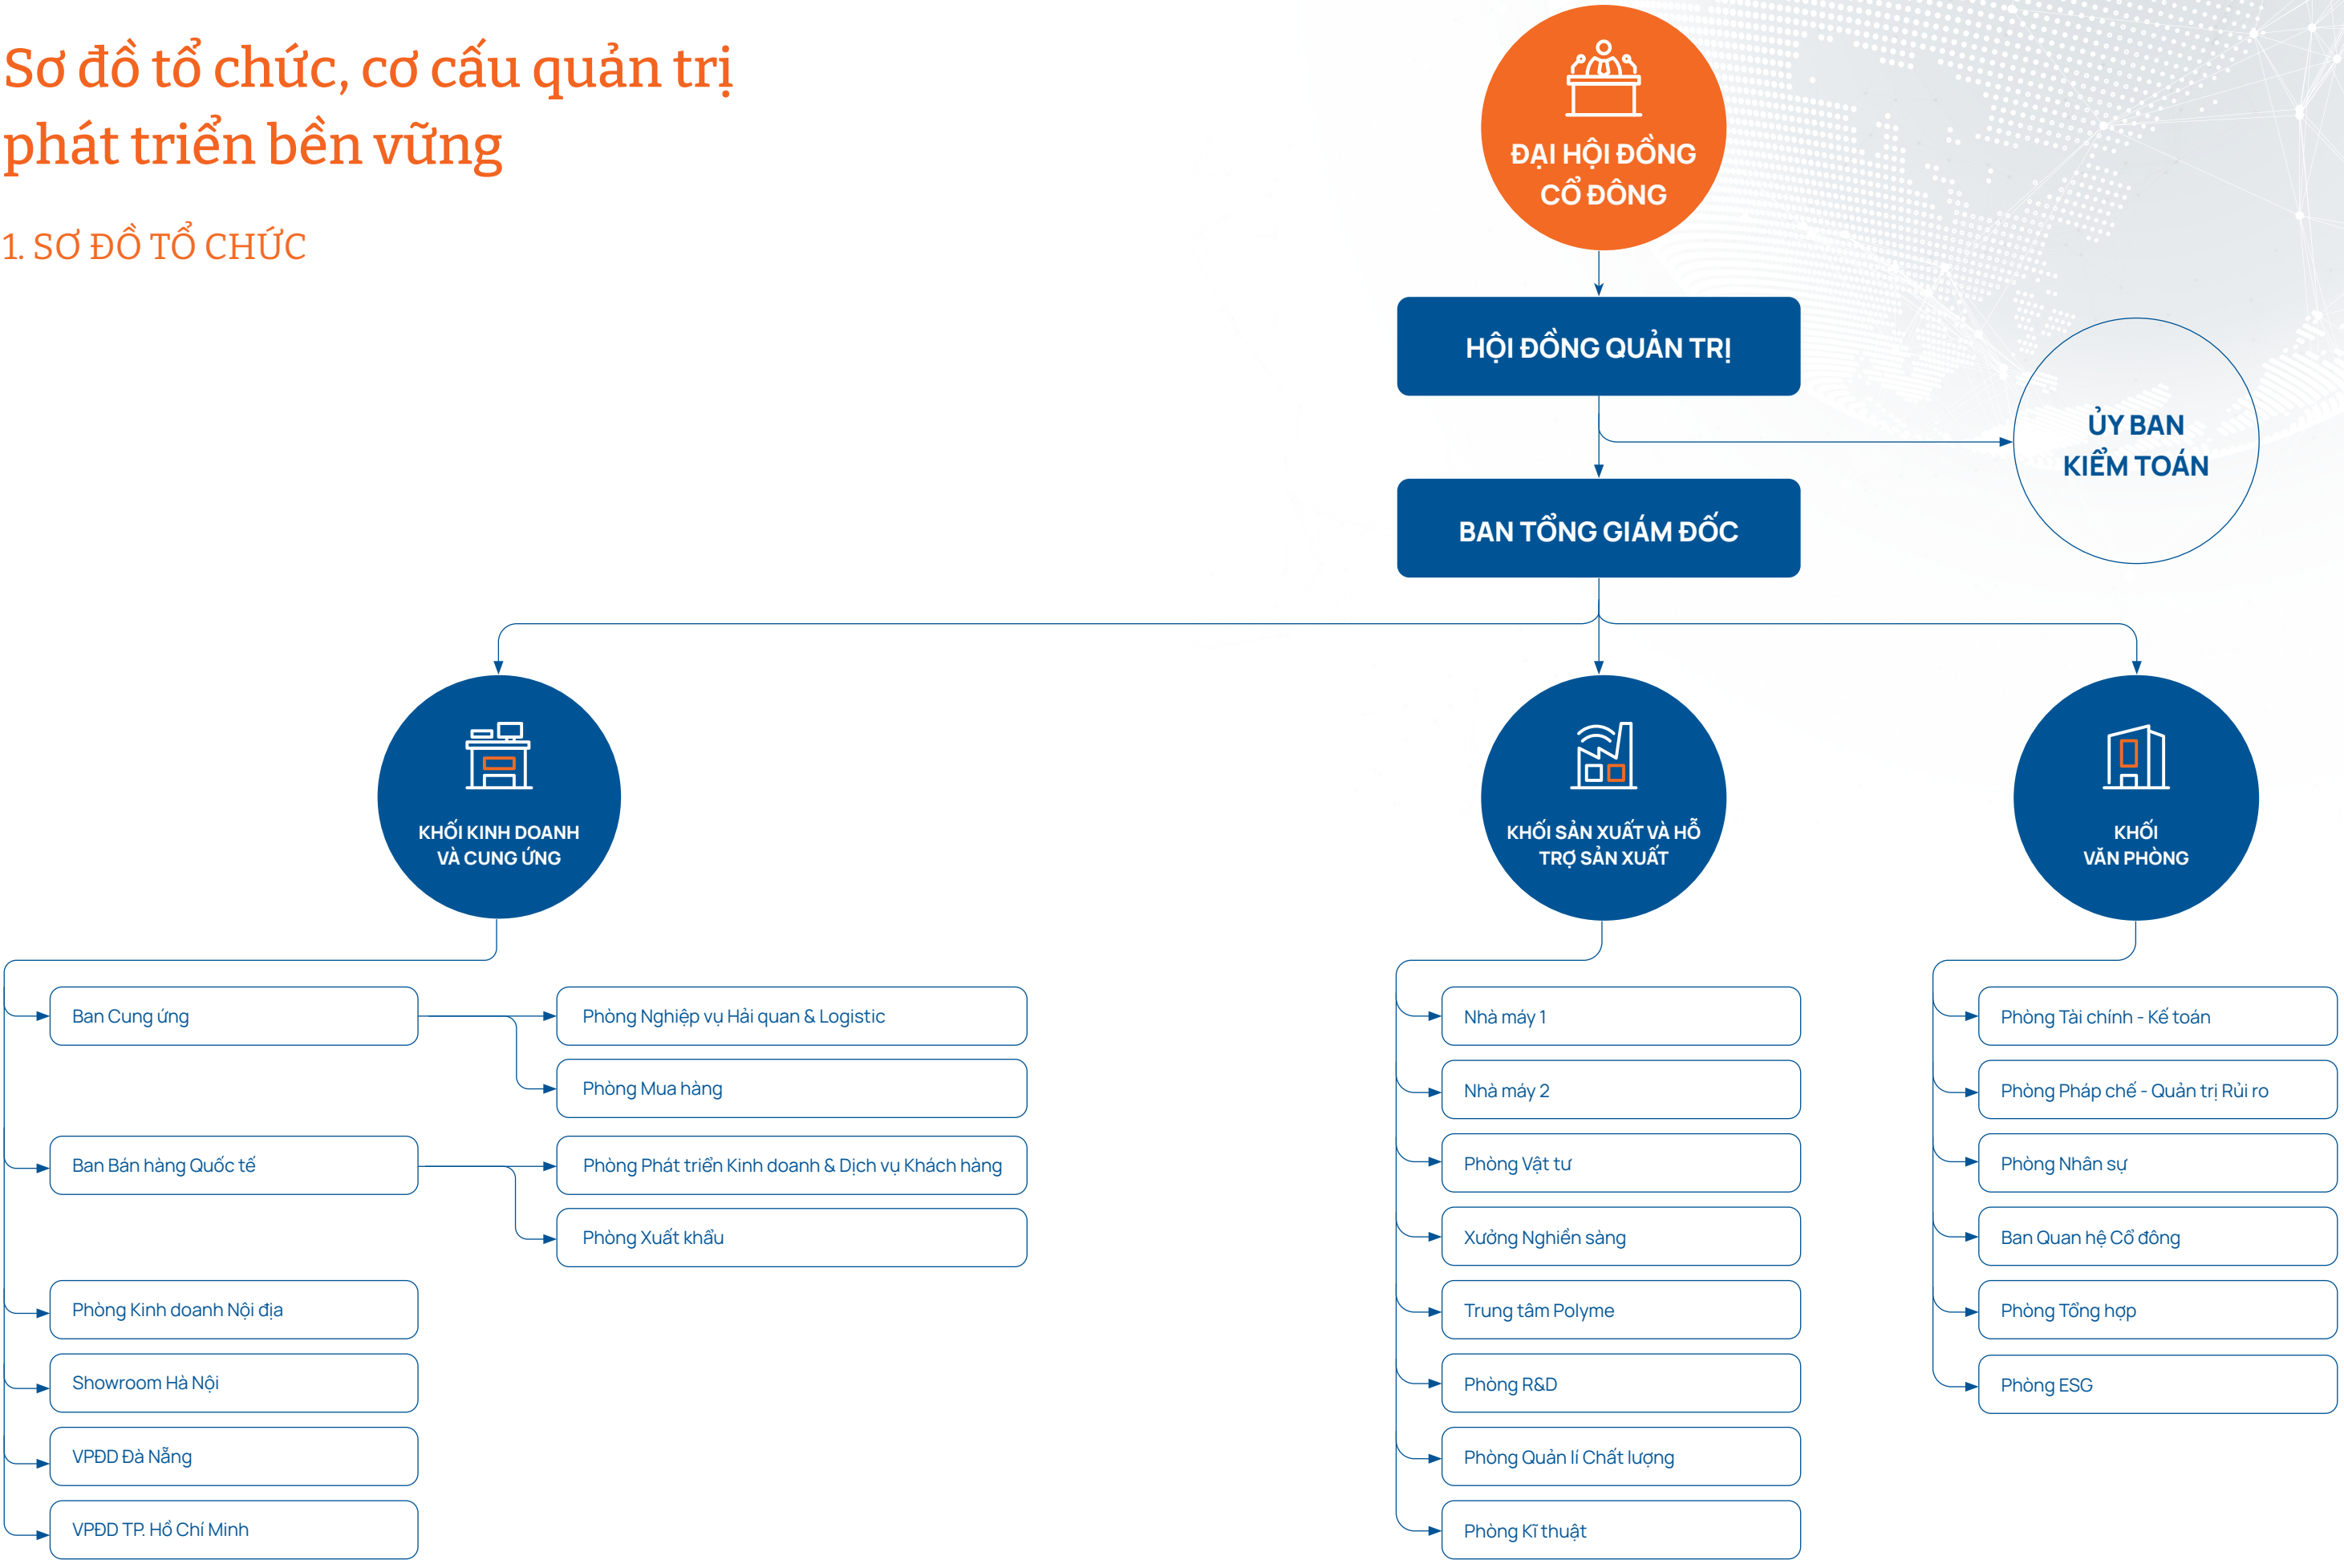 Sơ đồ tổ chức, cơ cấu quản trị
phát triển bền vững
1. SƠ ĐỒ TỔ CHỨC
ĐẠI HỘI ĐỒNG
CỔ ĐÔNG
HỘI ĐỒNG QUẢN TRỊ
ỦY BAN
KIỂM TOÁN
BAN TỔNG GIÁM ĐỐC
KHỐI KINH DOANH
VÀ CUNG ỨNG
KHỐI SẢN XUẤT VÀ HỖ
TRỢ SẢN XUẤT
KHỐI
VĂN PHÒNG
Ban Cung ứng
Phòng Nghiệp vụ Hải quan & Logistic
Phòng Mua hàng
Ban Bán hàng Quốc tế
Phòng Phát triển Kinh doanh & Dịch vụ Khách hàng
Phòng Xuất khẩu
Phòng Kinh doanh Nội địa
Showroom Hà Nội
VPĐD Đà Nẵng
VPĐD TP. Hồ Chí Minh
Nhà máy 1
Nhà máy 2
Phòng Vật tư
Xưởng Nghiền sàng
Trung tâm Polyme
Phòng R&D
Phòng Quản lí Chất lượng
Phòng Kĩ thuật
Phòng Tài chính - Kế toán
Phòng Pháp chế - Quản trị Rủi ro
Phòng Nhân sự
Ban Quan hệ Cổ đông
Phòng Tổng hợp
Phòng ESG